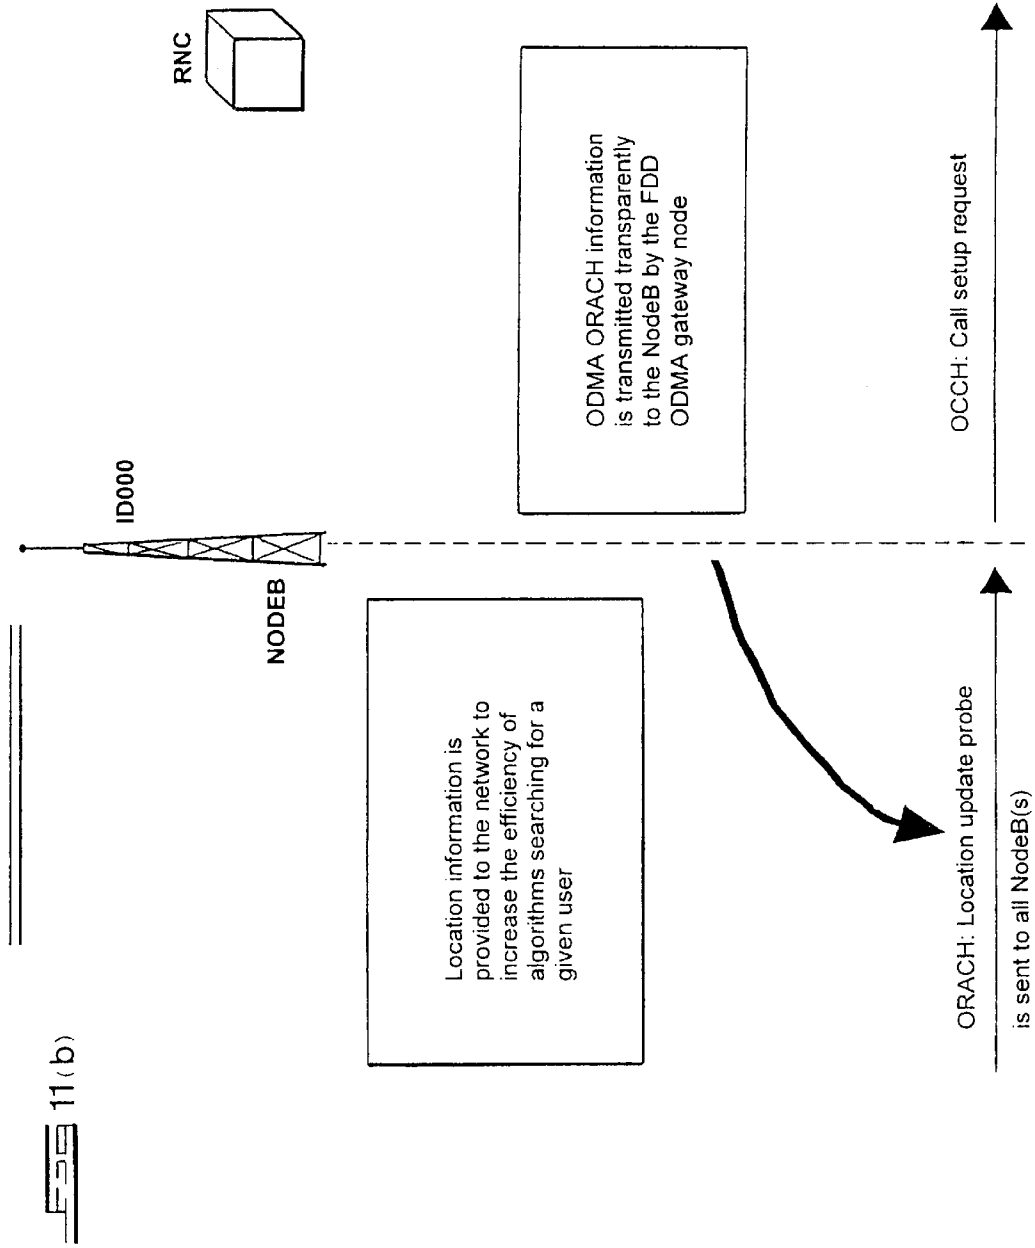 11(b)
NODEB
ID000
RNC
Location information is
provided to the network to
increase the efficiency of
algorithms searching for a
given user
ODMA ORACH information
is transmitted transparently
to the NodeB by the FDD
ODMA gateway node
ORACH: Location update probe
is sent to all NodeB(s)
OCCH: Call setup request